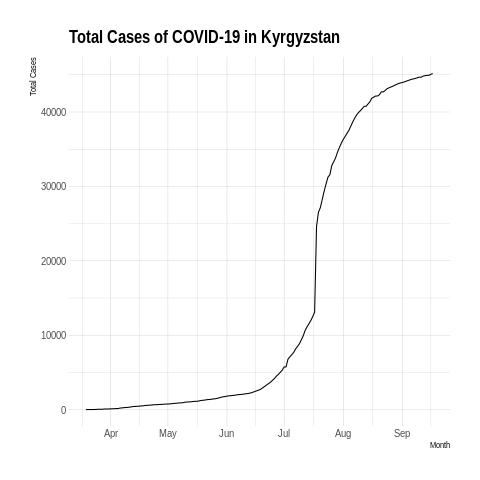 Total Cases of COVID-19 in Kyrgyzstan
Total Cases
40000
30000
20000
10000
0
Apr May Jun Jul Aug Sep
Month